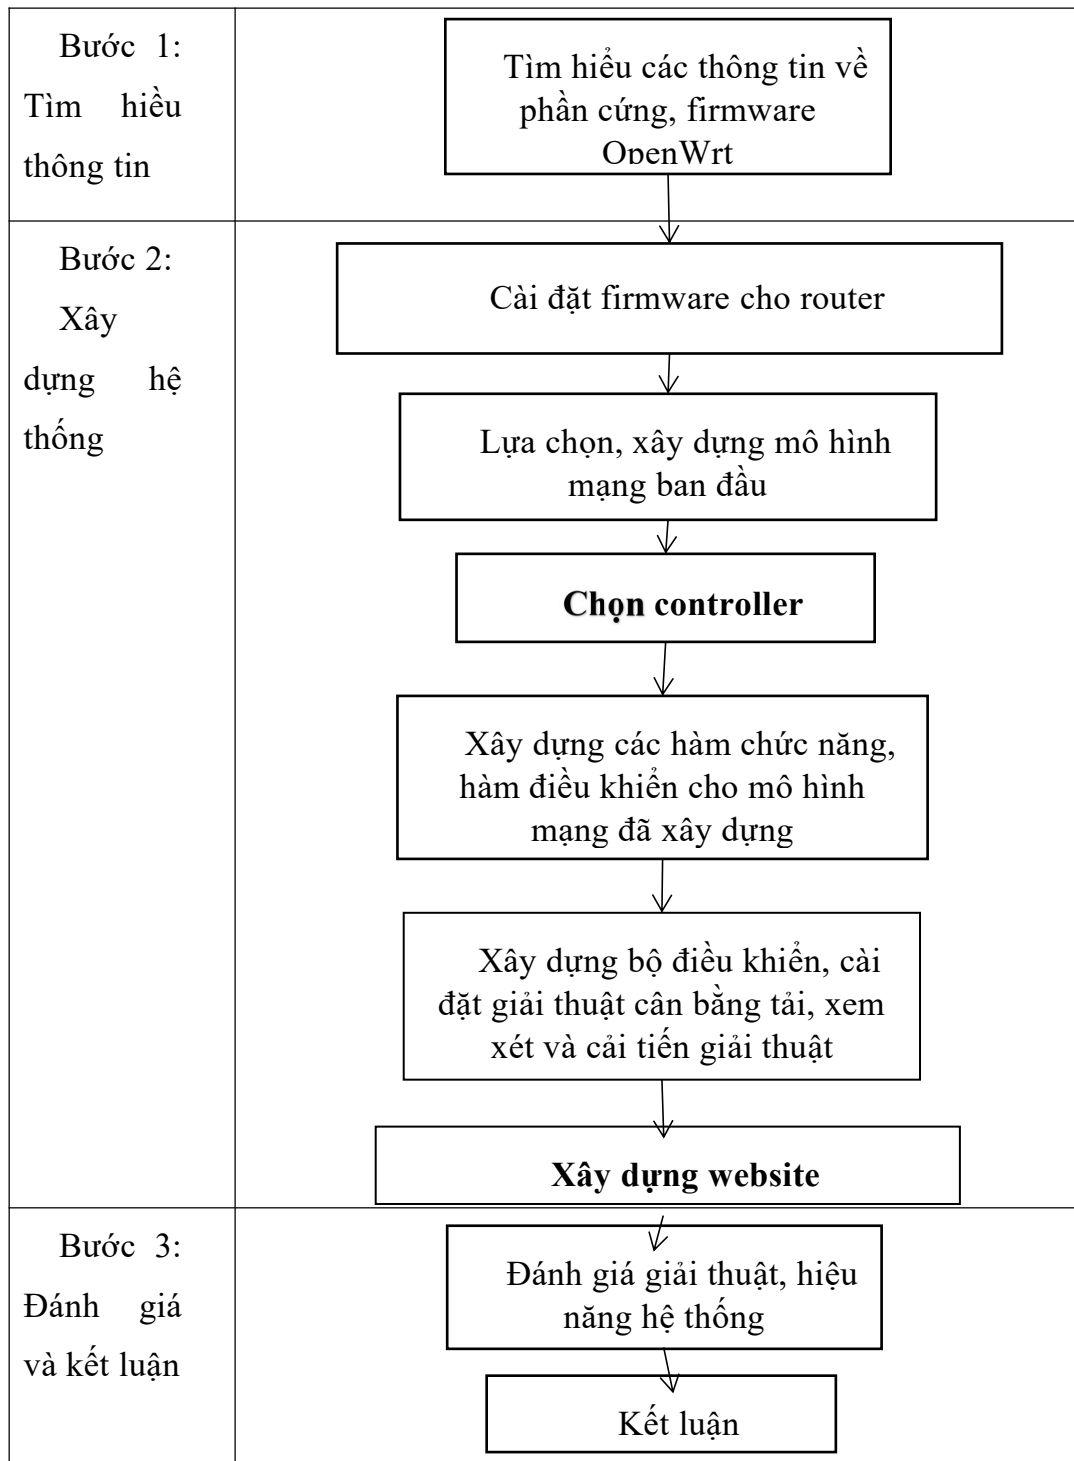 Bước 1:
Tìm hiều
thông tin
Tìm hiểu các thông tin về
phần cứng, firmware
OpenWrt
Bước 2:
Xây
dựng hệ
thống
Cài đặt firmware cho router
Lựa chọn, xây dựng mô hình
mạng ban đầu
Chọn controller
Xây dựng các hàm chức năng,
hàm điều khiển cho mô hình
mạng đã xây dựng
Xây dựng bộ điều khiển, cài
đặt giải thuật cân bằng tải, xem
xét và cải tiến giải thuật
Xây dựng website
Bước 3:
Đánh giá
và kết luận
Đánh giá giải thuật, hiệu
năng hệ thống
Kết luận